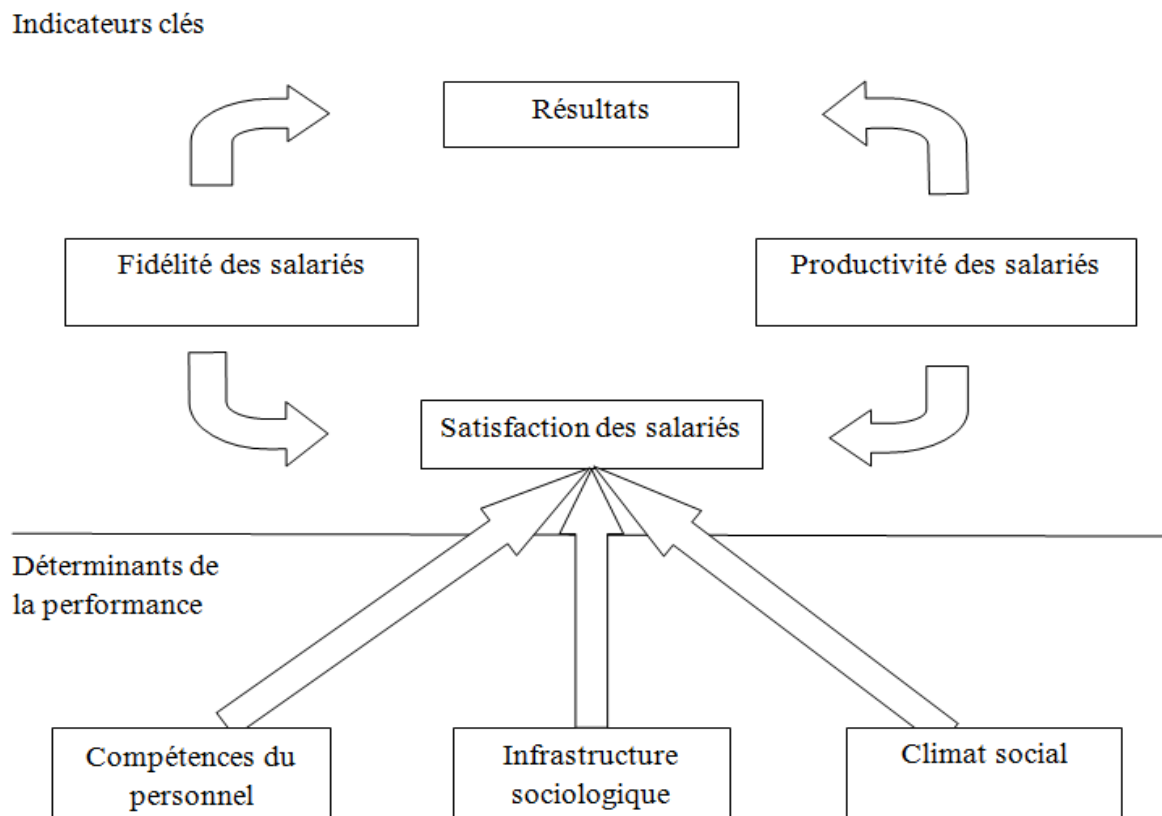 Indicateurs clés
Résultats
Fidélité des salariés
Productivité des salariés
Satisfaction des salariés
Déterminants de
la performance
Compétences du
personnel
Infrastructure
sociologique
Climat social